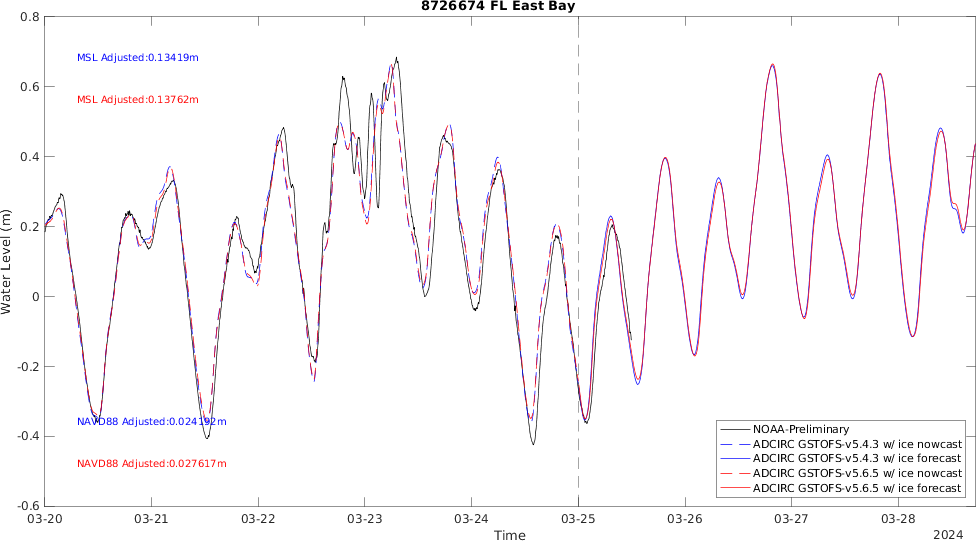 8726674 FL East Bay
Water Level (m)
0.8
0.6
0.4
0.2
0
-0.2
-0.4
-0.6
MSL Adjusted:0.13419m
MSL Adjusted:0.13762m
NAVD88 Adjusted:0.024192m
NAVD88 Adjusted:0.027617m
NOAA-Preliminary
ADCIRC GSTOFS-v5.4.3 w/ ice nowcast
ADCIRC GSTOFS-v5.4.3 w/ ice forecast
ADCIRC GSTOFS-v5.6.5 w/ ice nowcast
ADCIRC GSTOFS-v5.6.5 w/ ice forecast
03-20 03-21 03-22 03-23 03-24 03-25 03-26 03-27 03-28
Time
2024